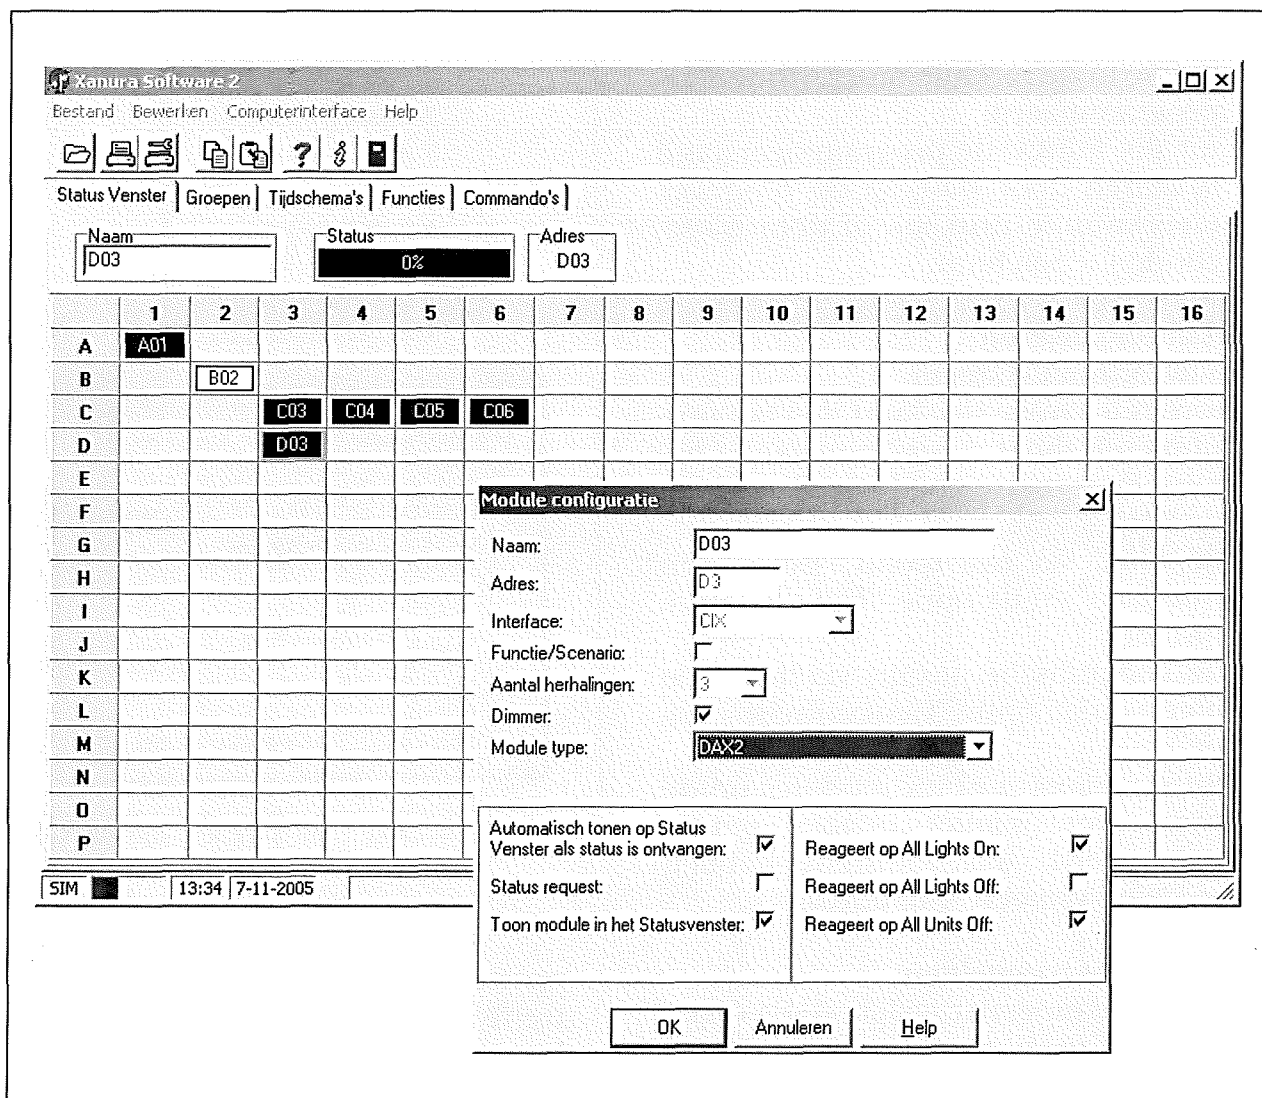 Xanura Software 2
Bestand Bewerken Computerinterface Help
Status Venster Groepen Tijdschema's Functies Commando's
Naam Status Adres
D03 0% D03
1 2 3 4 5 6 7 8 9 10 11 12 13 14 15 16
A A01
B B02
C C03 C04 C05 C06
D D03
E
F
G
H
I
J
K
L
M
N
O
P
SIM 13:34 7-11-2005
Module configuratie
Naam: D03
Adres: D3
Interface: CIX
Functie/Scenario:
Aantal herhalingen: 3
Dimmer:
Module type: DAX2
Automatisch tonen op Status
Venster als status is ontvangen:
Status request:
Toon module in het Statusvenster:
Reageert op All Lights On:
Reageert op All Lights Off:
Reageert op All Units Off:
OK Annuleren Help